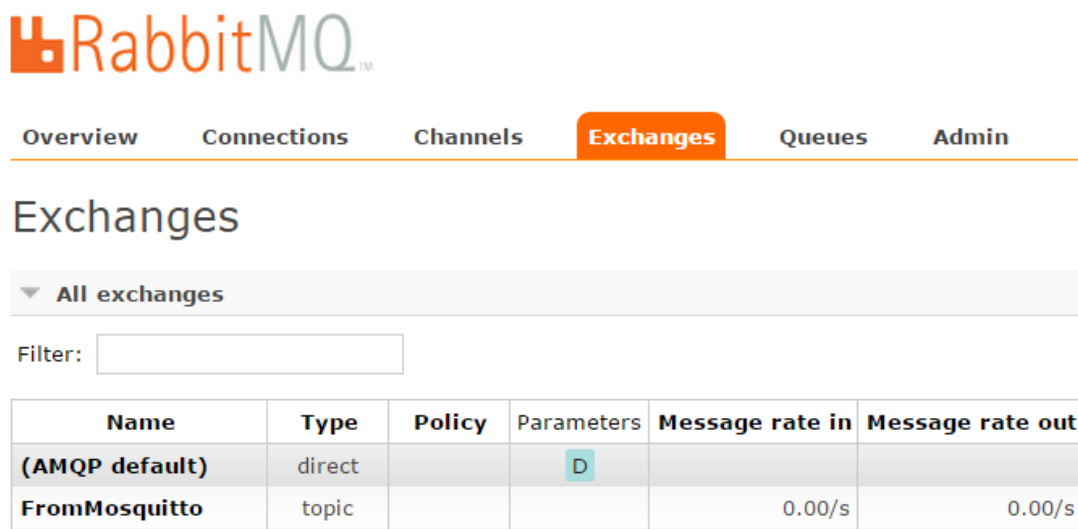 RabbitMQ TM
Overview Connections Channels Exchanges Queues Admin
Exchanges
All exchanges
Filter:
Name Type Policy Parameters Message rate in Message rate out
(AMQP default) direct D
FromMosquitto topic 0.00/s 0.00/s